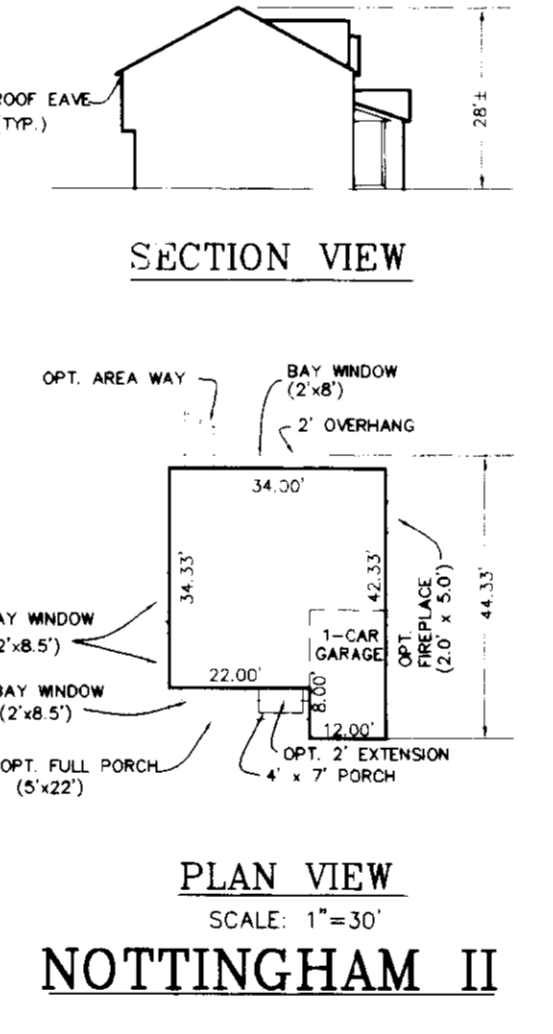 ROOF EAVE
(TYP.)
28'±
SECTION VIEW
OPT. AREA WAY
BAY WINDOW
(2'x8')
2' OVERHANG
34.00'
34.33'
42.33'
44.33'
OPT.
FIREPLACE
(2.0' x 5.0')
1-CAR
GARAGE
BAY WINDOW
2'x8.5')
22.00'
8.00'
BAY WINDOW
(2'x8.5')
12.00'
OPT. 2' EXTENSION
OPT. FULL PORCH
(5'x22')
4' x 7' PORCH
PLAN VIEW
SCALE: 1"=30'
NOTTINGHAM II